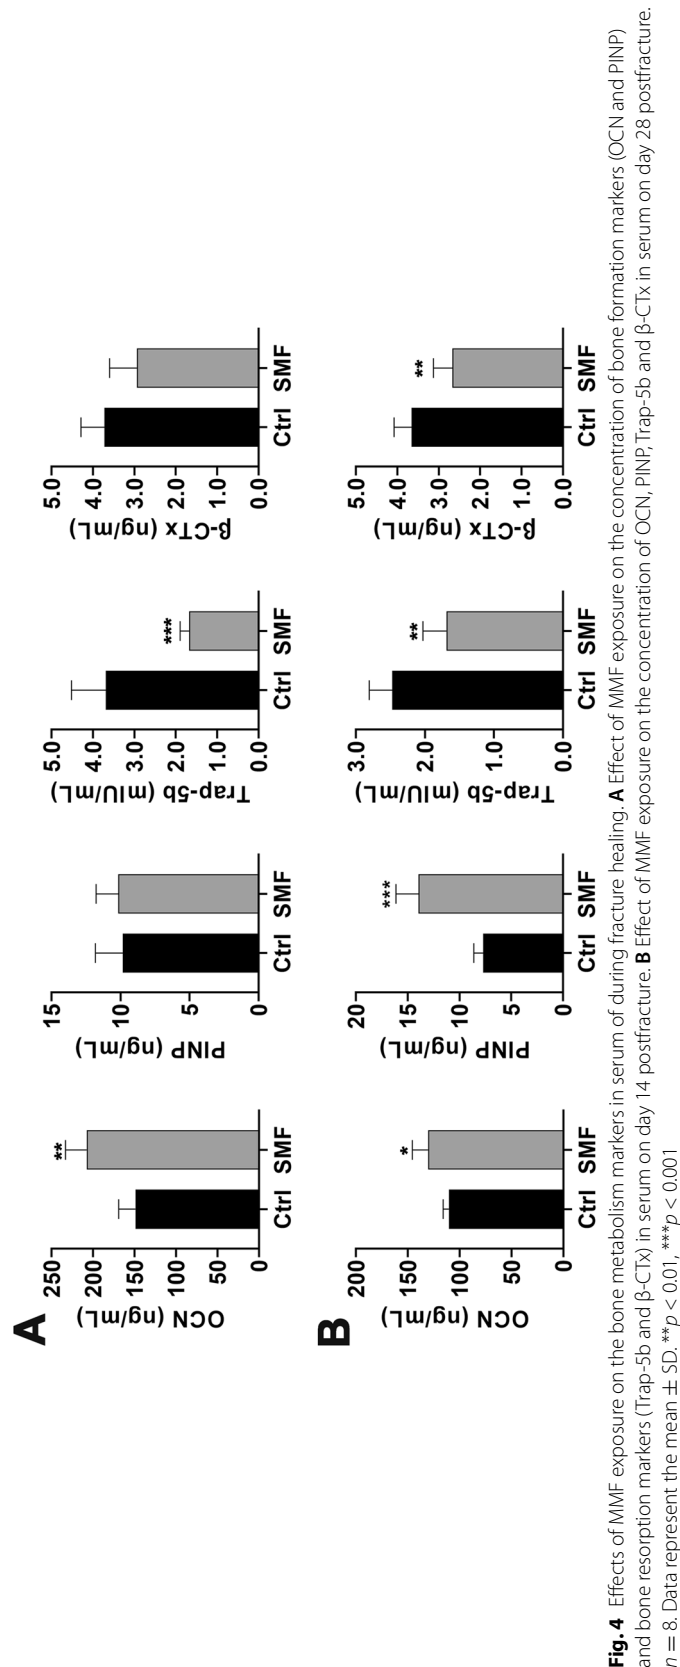 A
OCN (ng/mL)
250
200
150
100
50
0
**
Ctrl SMF
PINP (ng/mL)
15
10
5
0
Ctrl SMF
Trap-5b (mIU/mL)
5.0
4.0
3.0
2.0
1.0
0.0
***
Ctrl SMF
β-CTx (ng/mL)
5.0
4.0
3.0
2.0
1.0
0.0
Ctrl SMF
B
OCN (ng/mL)
200
150
100
50
0
*
Ctrl SMF
PINP (ng/mL)
20
15
10
5
0
***
Ctrl SMF
Trap-5b (mIU/mL)
3.0
2.0
1.0
0.0
**
Ctrl SMF
β-CTx (ng/mL)
5.0
4.0
3.0
2.0
1.0
0.0
**
Ctrl SMF
Fig. 4 Effects of MMF exposure on the bone metabolism markers in serum of during fracture healing. A Effect of MMF exposure on the concentration of bone formation markers (OCN and PINP)
and bone resorption markers (Trap-5b and β-CTx) in serum on day 14 postfracture. B Effect of MMF exposure on the concentration of OCN, PINP, Trap-5b and β-CTx in serum on day 28 postfracture.
n = 8. Data represent the mean ± SD. **p < 0.01, ***p < 0.001